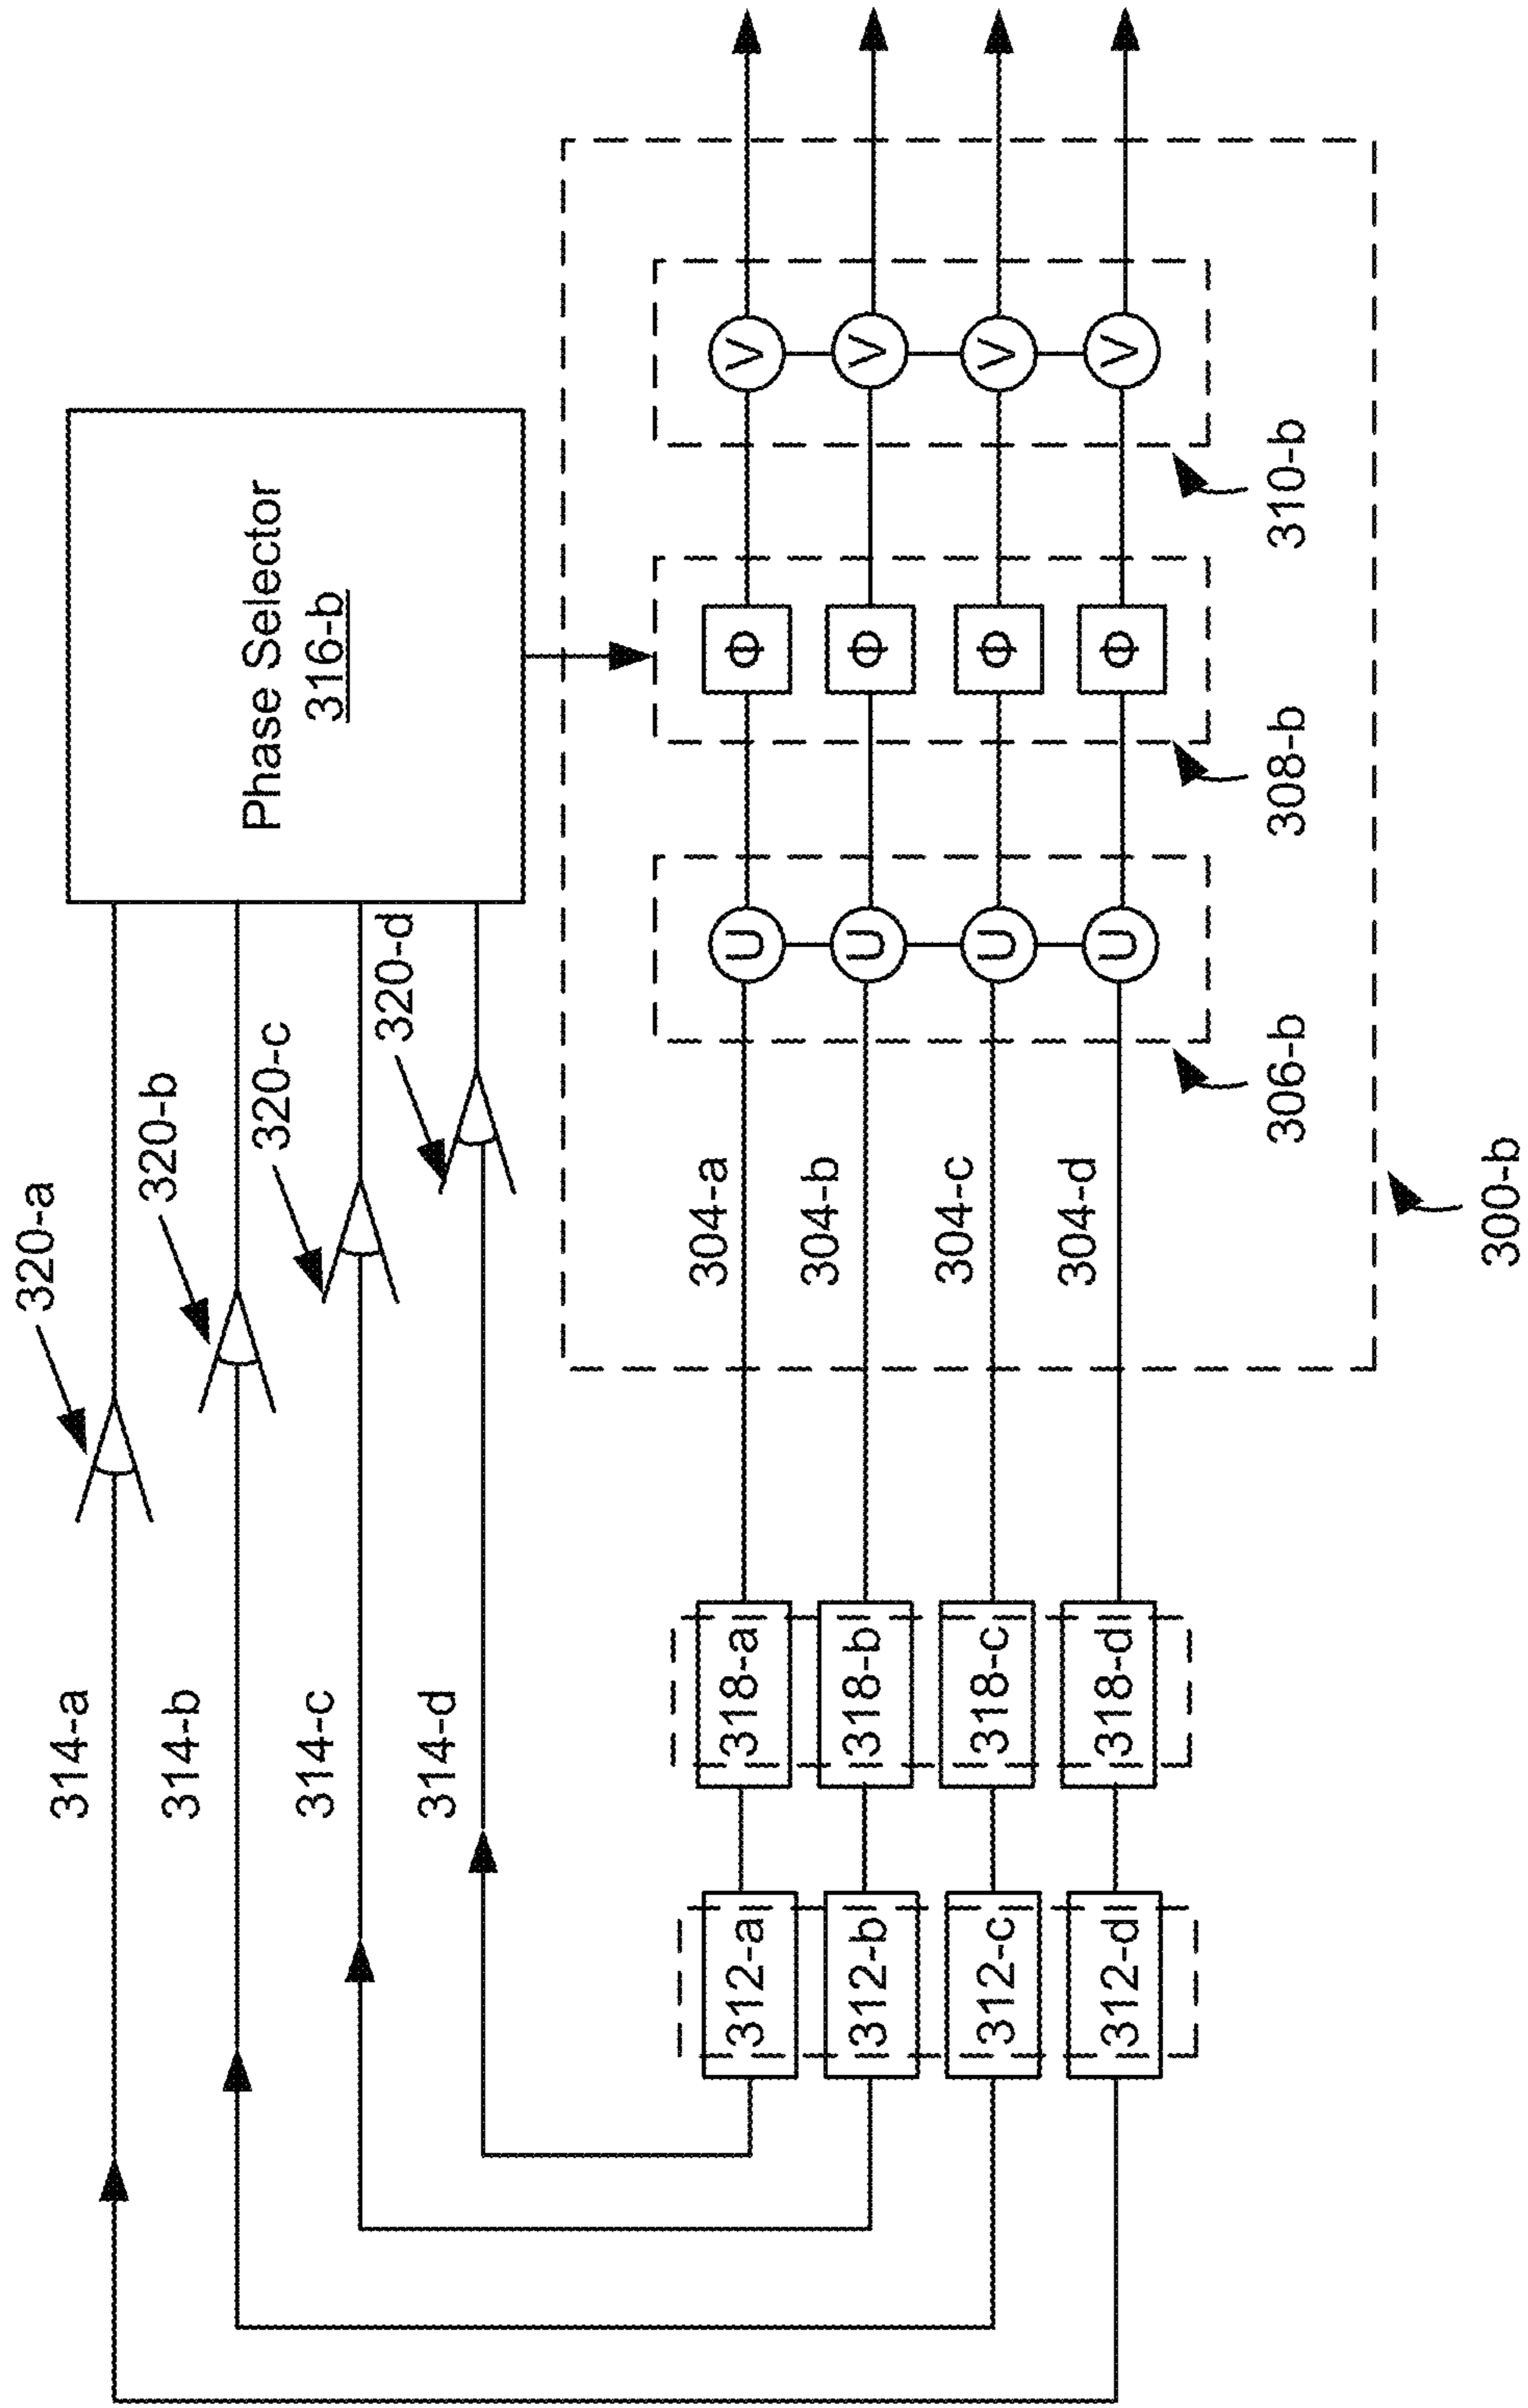 314-a
320-a
314-b
320-b
314-c
320-c
314-d
320-d
Phase Selector
316-b
312-a
318-a
304-a
U
Φ
V
312-b
318-b
304-b
U
Φ
V
312-c
318-c
304-c
U
Φ
V
312-d
318-d
304-d
U
Φ
V
306-b
308-b
310-b
300-b